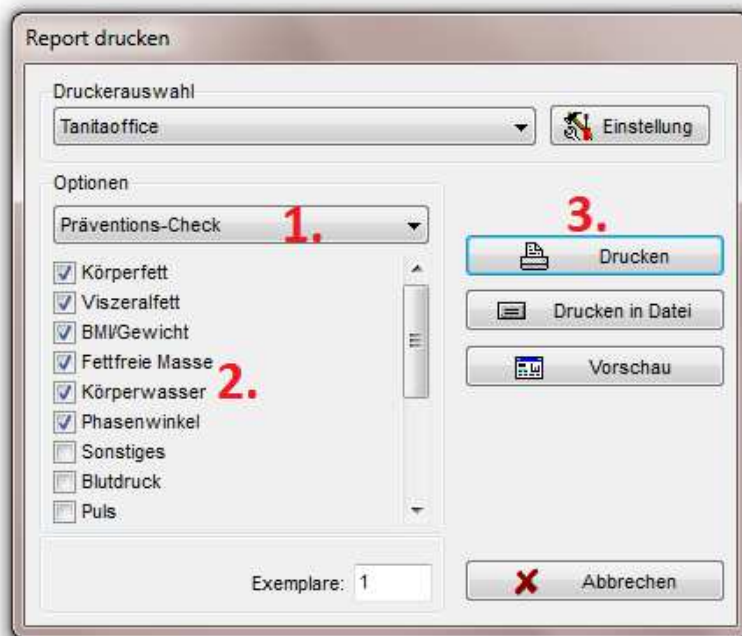 Report drucken
Druckerauswahl
Tanitaoffice
Einstellung
Optionen
Präventions-Check
1.
Körperfett
Viszeralfett
BMI/Gewicht
Fettfreie Masse
Körperwasser
Phasenwinkel
Sonstiges
Blutdruck
Puls
2.
3.
Drucken
Drucken in Datei
Vorschau
Exemplare: 1
Abbrechen